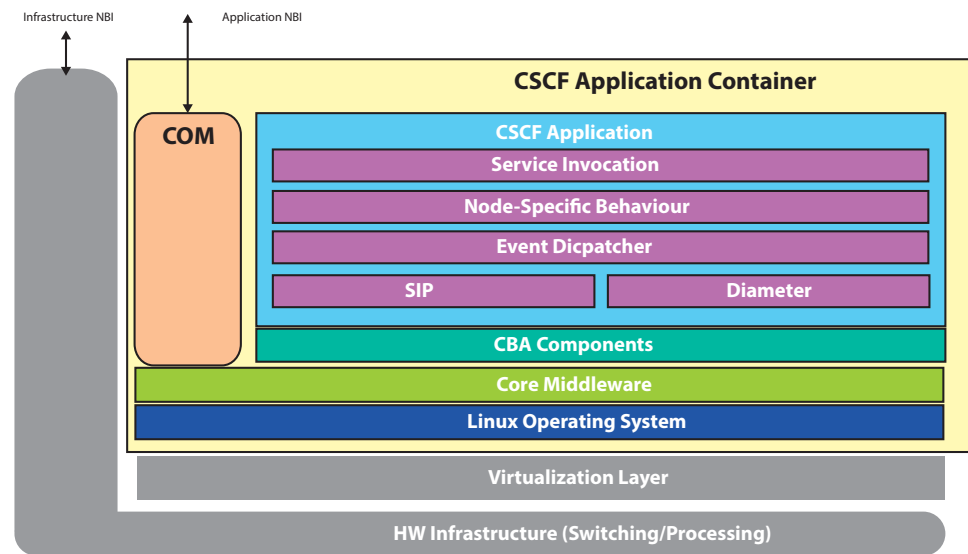 Infrastructure NBI
Application NBI
CSCF Application Container
COM
CSCF Application
Service Invocation
Node-Specific Behaviour
Event Dicpatcher
SIP
Diameter
CBA Components
Core Middleware
Linux Operating System
Virtualization Layer
HW Infrastructure (Switching/Processing)